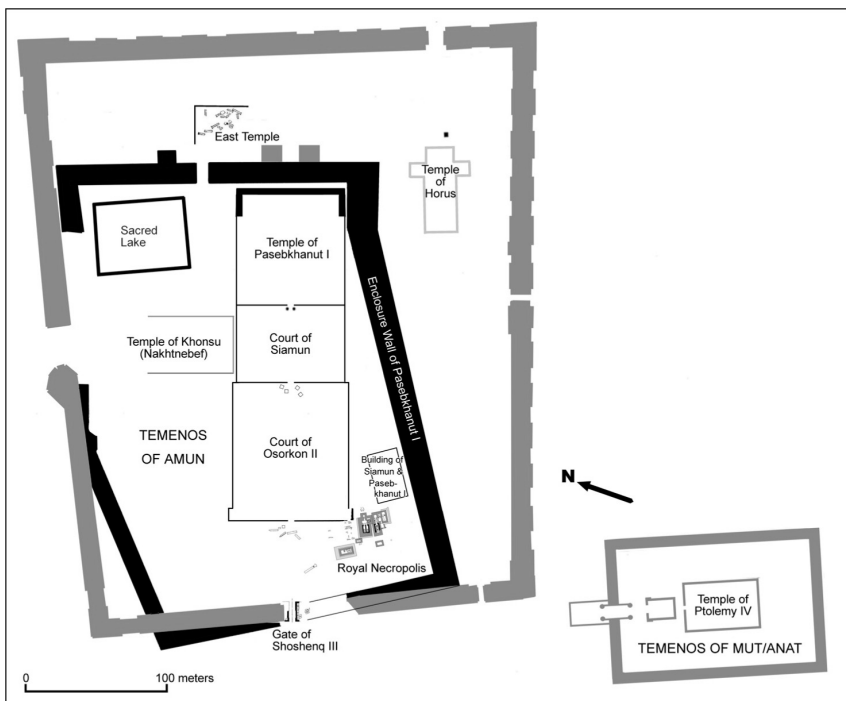 East Temple
Temple
of
Horus
Sacred
Lake
Temple of
Pasebkhanut I
Enclosure Wall of Pasebkhanut I
Temple of Khonsu
(Nakhtnebef)
Court of
Siamun
TEMENOS
OF AMUN
Court of
Osorkon II
Building of
Siamun &
Paseb-
khanut I
N
Royal Necropolis
Gate of
Shoshenq III
Temple of
Ptolemy IV
TEMENOS OF MUT/ANAT
0 100 meters